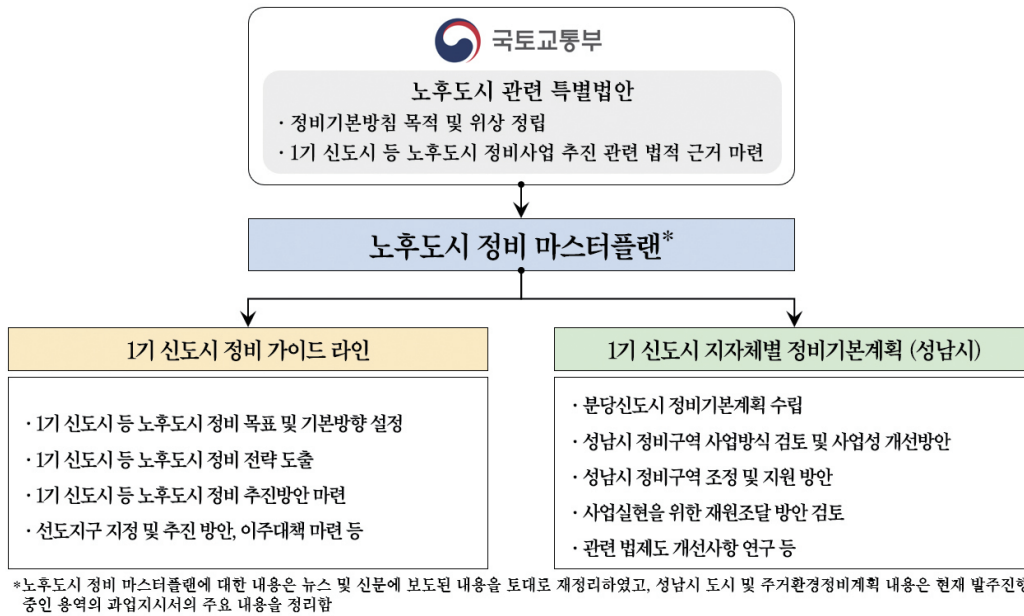 국토교통부
노후도시 관련 특별법안
· 정비기본방침 목적 및 위상 정립
· 1기 신도시 등 노후도시 정비사업 추진 관련 법적 근거 마련
노후도시 정비 마스터플랜*
1기 신도시 정비 가이드 라인
· 1기 신도시 등 노후도시 정비 목표 및 기본방향 설정
· 1기 신도시 등 노후도시 정비 전략 도출
· 1기 신도시 등 노후도시 정비 추진방안 마련
· 선도지구 지정 및 추진 방안, 이주대책 마련 등
1기 신도시 지자체별 정비기본계획 (성남시)
· 분당신도시 정비기본계획 수립
· 성남시 정비구역 사업방식 검토 및 사업성 개선방안
· 성남시 정비구역 조정 및 지원 방안
· 사업실현을 위한 재원조달 방안 검토
· 관련 법제도 개선사항 연구 등
*노후도시 정비 마스터플랜에 대한 내용은 뉴스 및 신문에 보도된 내용을 토대로 재정리하였고, 성남시 도시 및 주거환경정비계획 내용은 현재 발주진행
중인 용역의 과업지시서의 주요 내용을 정리함